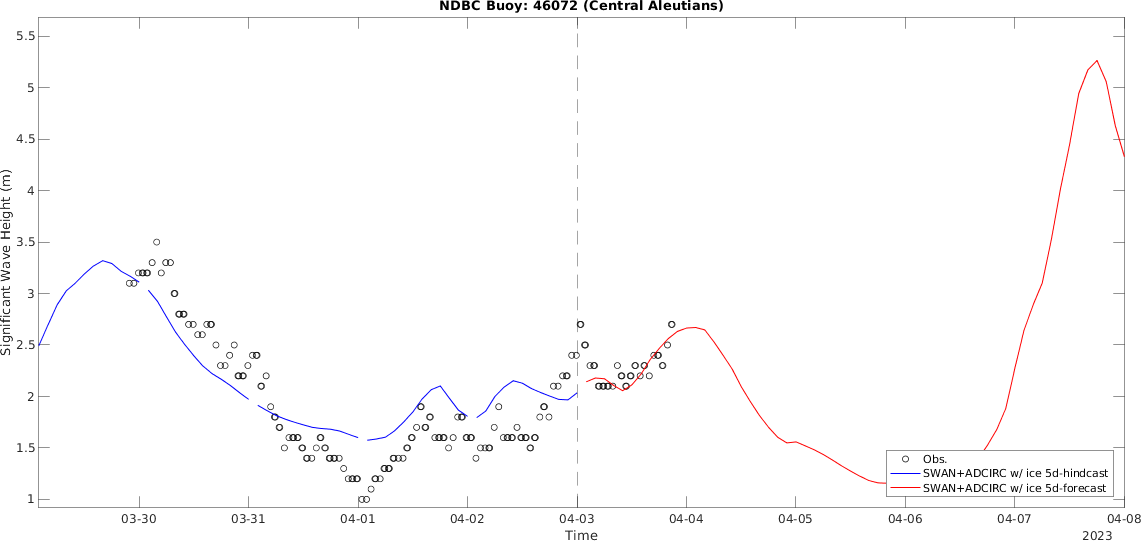 NDBC Buoy: 46072 (Central Aleutians)
5.5
5
4.5
4
3.5
3
2.5
2
1.5
1
Significant Wave Height (m)
Obs.
SWAN+ADCIRC w/ ice 5d-hindcast
SWAN+ADCIRC w/ ice 5d-forecast
03-30 03-31 04-01 04-02 04-03 04-04 04-05 04-06 04-07 04-08
Time 2023